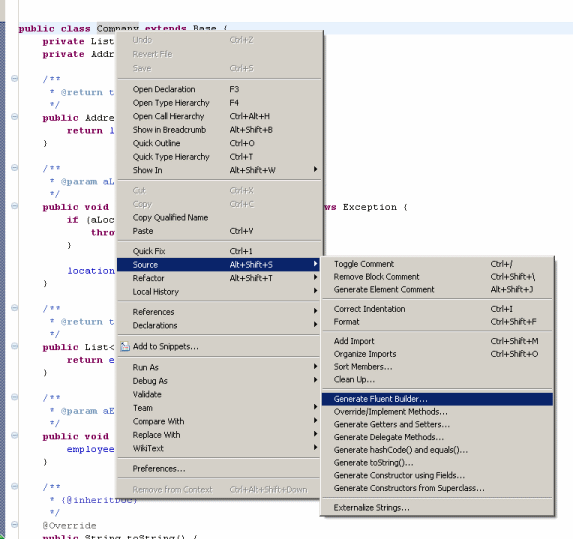 public class Company extends Base {
private List
private Addr
/**
* @return t
*/
public Addre
return l
}
/**
* @param aL
*/
public void ws Exception {
if (aLoc
thro
}
location
}
/**
* @return t
*/
public List<
return e
}
/**
* @param aE
*/
public void
employee
}
/**
* {@inheritDoc}
*/
@Override
public String toString() {
Undo Ctrl+Z
Revert File
Save Ctrl+S
Open Declaration F3
Open Type Hierarchy F4
Open Call Hierarchy Ctrl+Alt+H
Show in Breadcrumb Alt+Shift+B
Quick Outline Ctrl+O
Quick Type Hierarchy Ctrl+T
Show In Alt+Shift+W
Cut Ctrl+X
Copy Ctrl+C
Copy Qualified Name
Paste Ctrl+V
Quick Fix Ctrl+1
Source Alt+Shift+S
Refactor Alt+Shift+T
Local History
References
Declarations
Add to Snippets...
Run As
Debug As
Validate
Team
Compare With
Replace With
WikiText
Preferences...
Remove from Context Ctrl+Alt+Shift+Down
Toggle Comment Ctrl+/
Remove Block Comment Ctrl+Shift+\
Generate Element Comment Alt+Shift+J
Correct Indentation Ctrl+I
Format Ctrl+Shift+F
Add Import Ctrl+Shift+M
Organize Imports Ctrl+Shift+O
Sort Members...
Clean Up...
Generate Fluent Builder...
Override/Implement Methods...
Generate Getters and Setters...
Generate Delegate Methods...
Generate hashCode() and equals()...
Generate toString()...
Generate Constructor using Fields...
Generate Constructors from Superclass...
Externalize Strings...